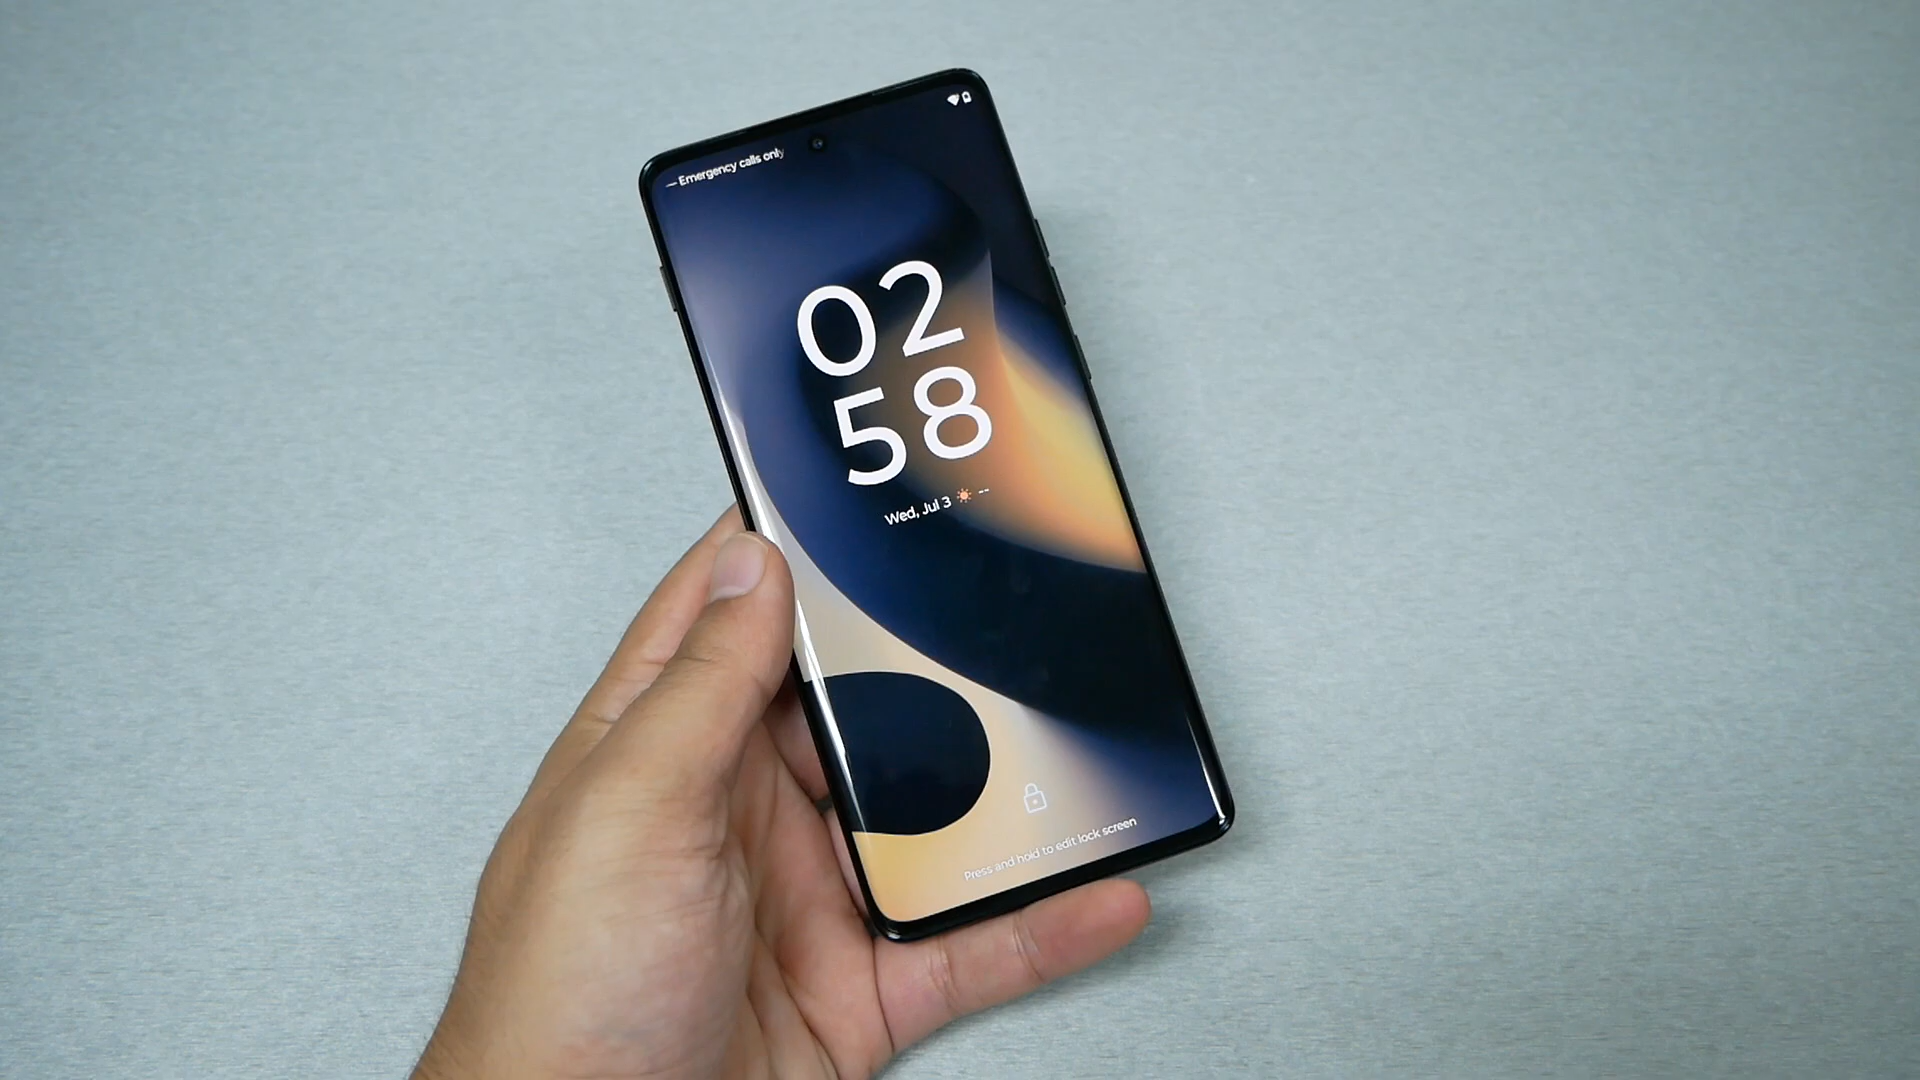 Emergency calls only
02
58
Wed, Jul 3 --
Press and hold to edit lock screen